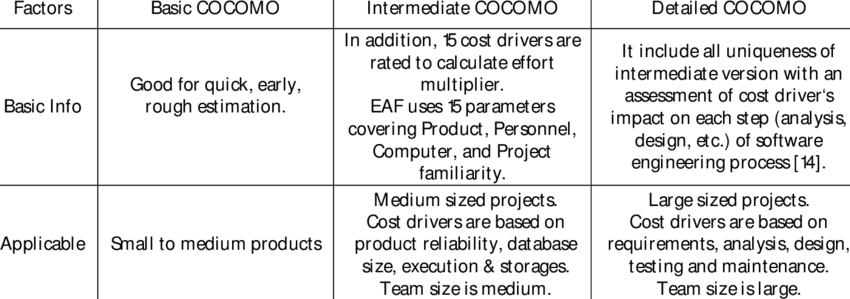 Factors
Basic COCOMO
Intermediate COCOMO
Detailed COCOMO
Basic Info
Good for quick, early,
rough estimation.
In addition, 15 cost drivers are
rated to calculate effort
multiplier.
EAF uses 15 parameters
covering Product, Personnel,
Computer, and Project
familiarity.
It include all uniqueness of
intermediate version with an
assessment of cost driver‘s
impact on each step (analysis,
design, etc.) of software
engineering process [14].
Applicable
Small to medium products
Medium sized projects.
Cost drivers are based on
product reliability, database
size, execution & storages.
Team size is medium.
Large sized projects.
Cost drivers are based on
requirements, analysis, design,
testing and maintenance.
Team size is large.